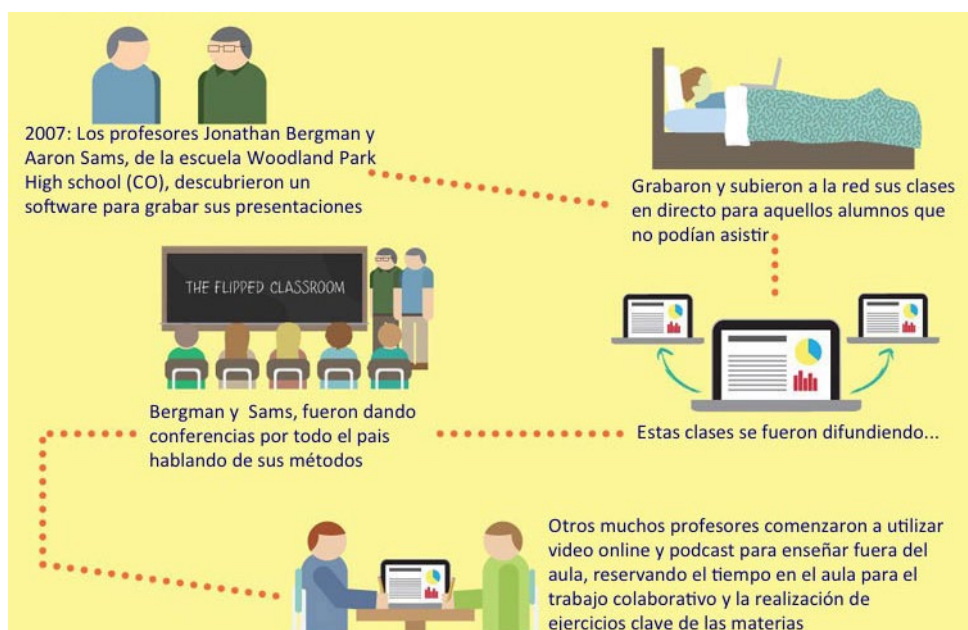 2007: Los profesores Jonathan Bergman y
Aaron Sams, de la escuela Woodland Park
High school (CO), descubrieron un
software para grabar sus presentaciones
Grabaron y subieron a la red sus clases
en directo para aquellos alumnos que
no podían asistir
Estas clases se fueron difundiendo...
THE FLIPPED CLASSROOM
Bergman y Sams, fueron dando
conferencias por todo el pais
hablando de sus métodos
Otros muchos profesores comenzaron a utilizar
video online y podcast para enseñar fuera del
aula, reservando el tiempo en el aula para el
trabajo colaborativo y la realización de
ejercicios clave de las materias